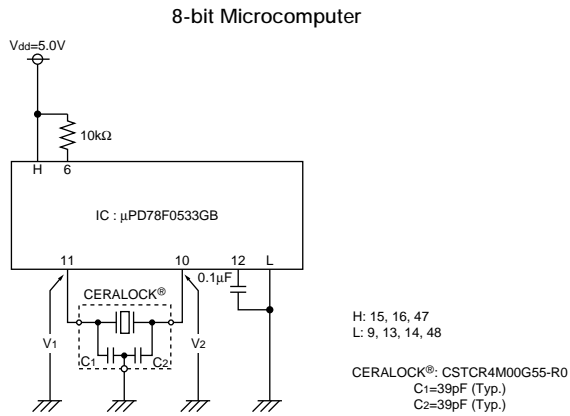 8-bit Microcomputer
Vdd=5.0V
10kΩ
H 6
IC : μPD78F0533GB
11 10 12 L
0.1μF
CERALOCK®
V1 C1 C2 V2
H: 15, 16, 47
L: 9, 13, 14, 48
CERALOCK®: CSTCR4M00G55-R0
C1=39pF (Typ.)
C2=39pF (Typ.)